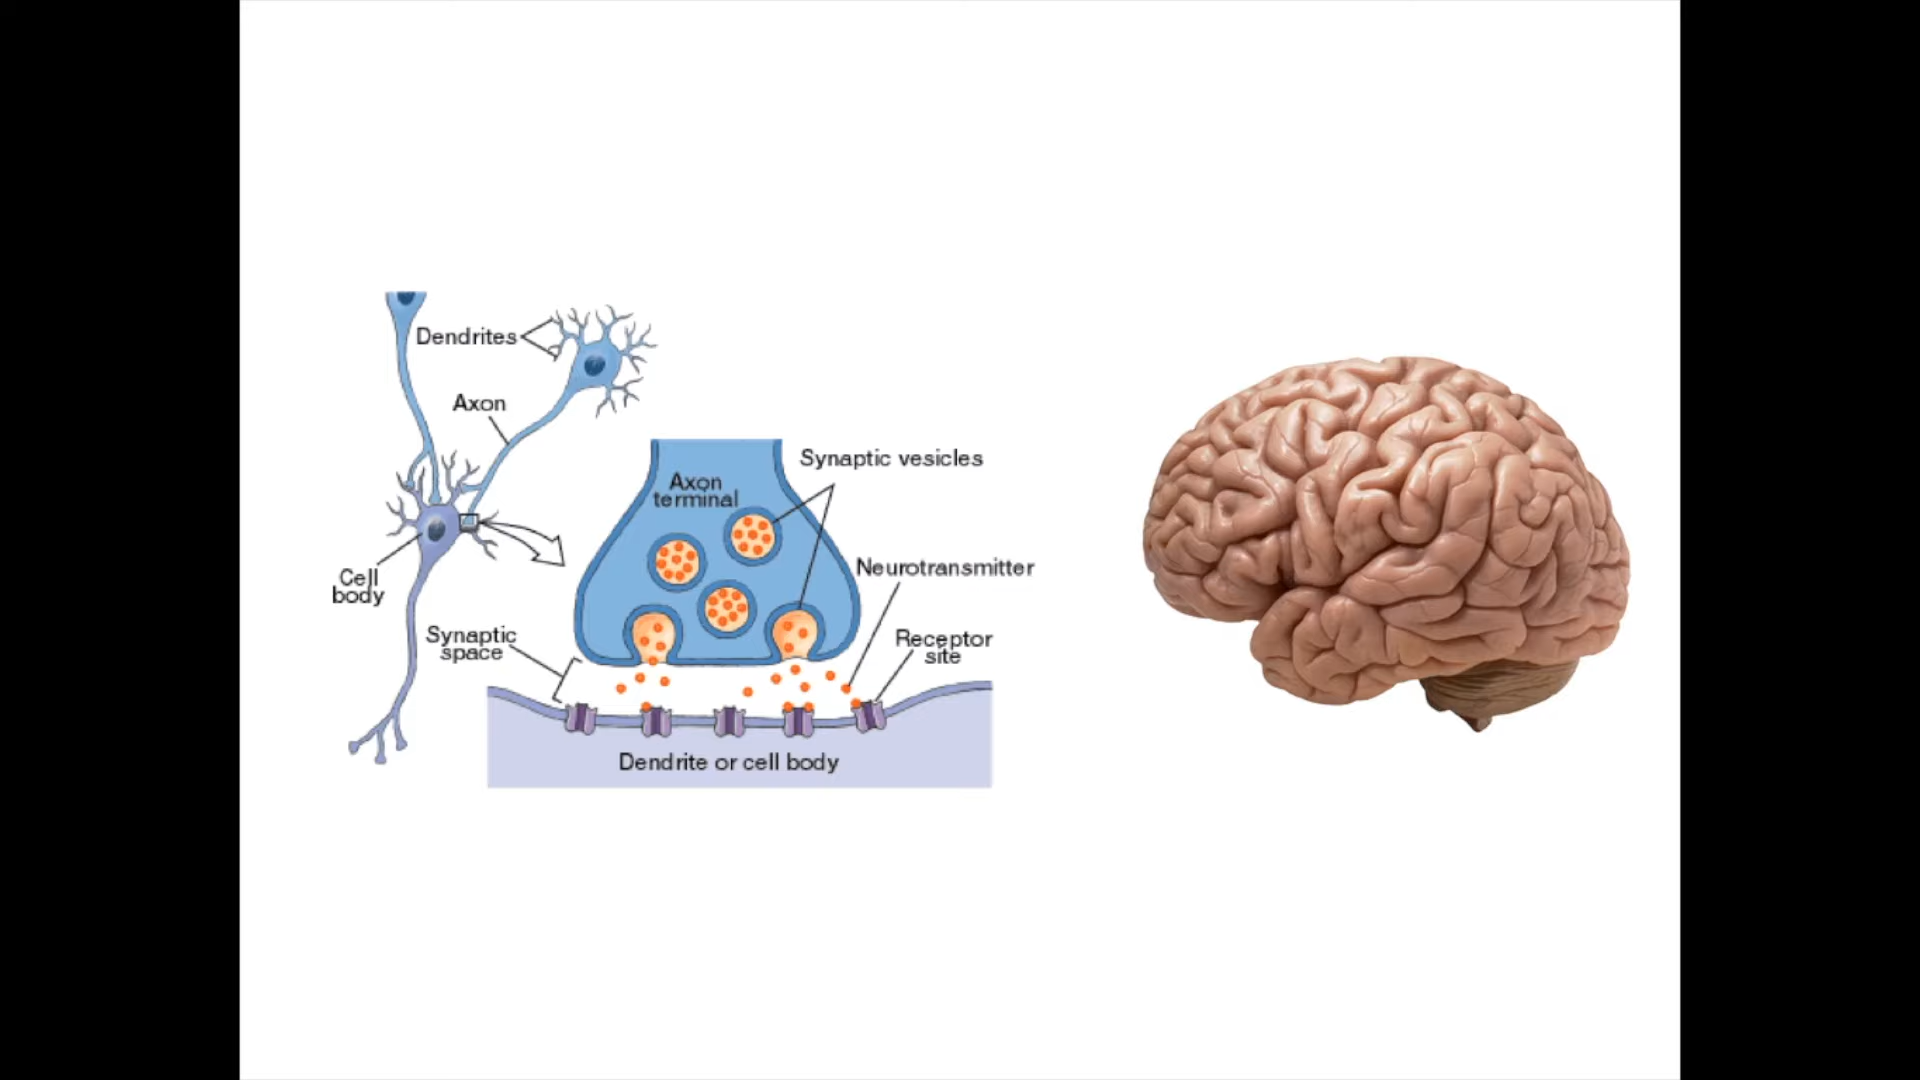 Dendrites
Axon
Synaptic vesicles
Axon
terminal
Neurotransmitter
Cell
body
Synaptic
space
Receptor
site
Dendrite or cell body